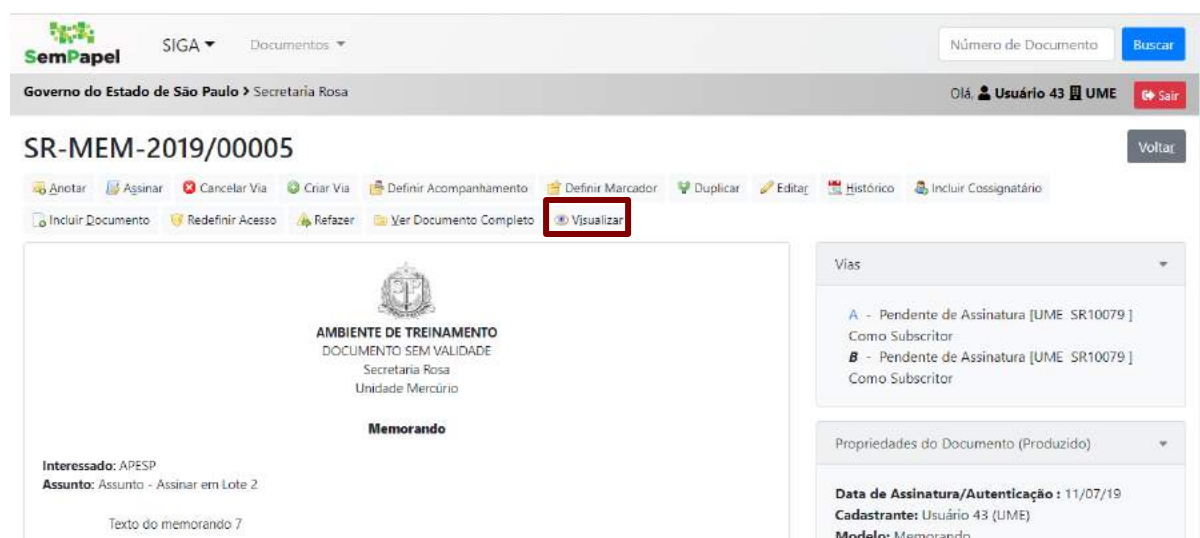 SemPapel
SIGA Documentos Número de Documento Buscar
Governo do Estado de São Paulo > Secretaria Rosa Olá, Usuário 43 UME Sair
SR-MEM-2019/00005 Voltar
Anotar Assinar Cancelar Via Criar Via Definir Acompanhamento Definir Marcador Duplicar Editar Histórico Incluir Cossignatário
Incluir Documento Redefinir Acesso Refazer Ver Documento Completo Visualizar
AMBIENTE DE TREINAMENTO
DOCUMENTO SEM VALIDADE
Secretaria Rosa
Unidade Mercúrio
Memorando
Interessado: APESP
Assunto: Assunto - Assinar em Lote 2
Texto do memorando 7
Vias
A - Pendente de Assinatura [UME SR10079 ]
Como Subscritor
B - Pendente de Assinatura [UME SR10079 ]
Como Subscritor
Propriedades do Documento (Produzido)
Data de Assinatura/Autenticação : 11/07/19
Cadastrante: Usuário 43 (UME)
Modelo: Memorando